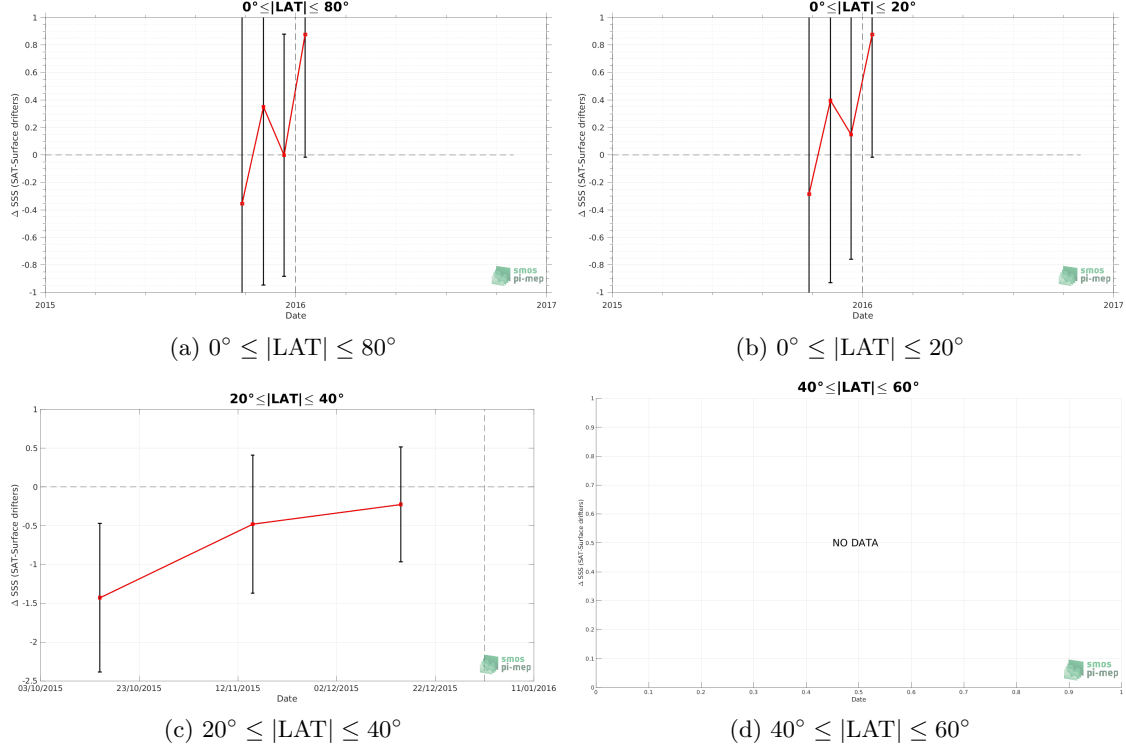 0°≤|LAT|≤ 80°
1
0.8
0.6
0.4
0.2
0
-0.2
-0.4
-0.6
-0.8
-1
Δ SSS (SAT-Surface drifters)
2015
2016
2017
Date
smos
pi-mep
(a) 0° ≤ |LAT| ≤ 80°
0°≤|LAT|≤ 20°
1
0.8
0.6
0.4
0.2
0
-0.2
-0.4
-0.6
-0.8
-1
Δ SSS (SAT-Surface drifters)
2015
2016
2017
Date
smos
pi-mep
(b) 0° ≤ |LAT| ≤ 20°
20°≤|LAT|≤ 40°
1
0.5
0
-0.5
-1
-1.5
-2
-2.5
Δ SSS (SAT-Surface drifters)
03/10/2015
23/10/2015
12/11/2015
02/12/2015
22/12/2015
11/01/2016
Date
smos
pi-mep
(c) 20° ≤ |LAT| ≤ 40°
40°≤|LAT|≤ 60°
1
0.9
0.8
0.7
0.6
0.5
0.4
0.3
0.2
0.1
0
Δ SSS (SAT-Surface drifters)
NO DATA
0
0.1
0.2
0.3
0.4
0.5
0.6
0.7
0.8
0.9
1
Date
smos
pi-mep
(d) 40° ≤ |LAT| ≤ 60°